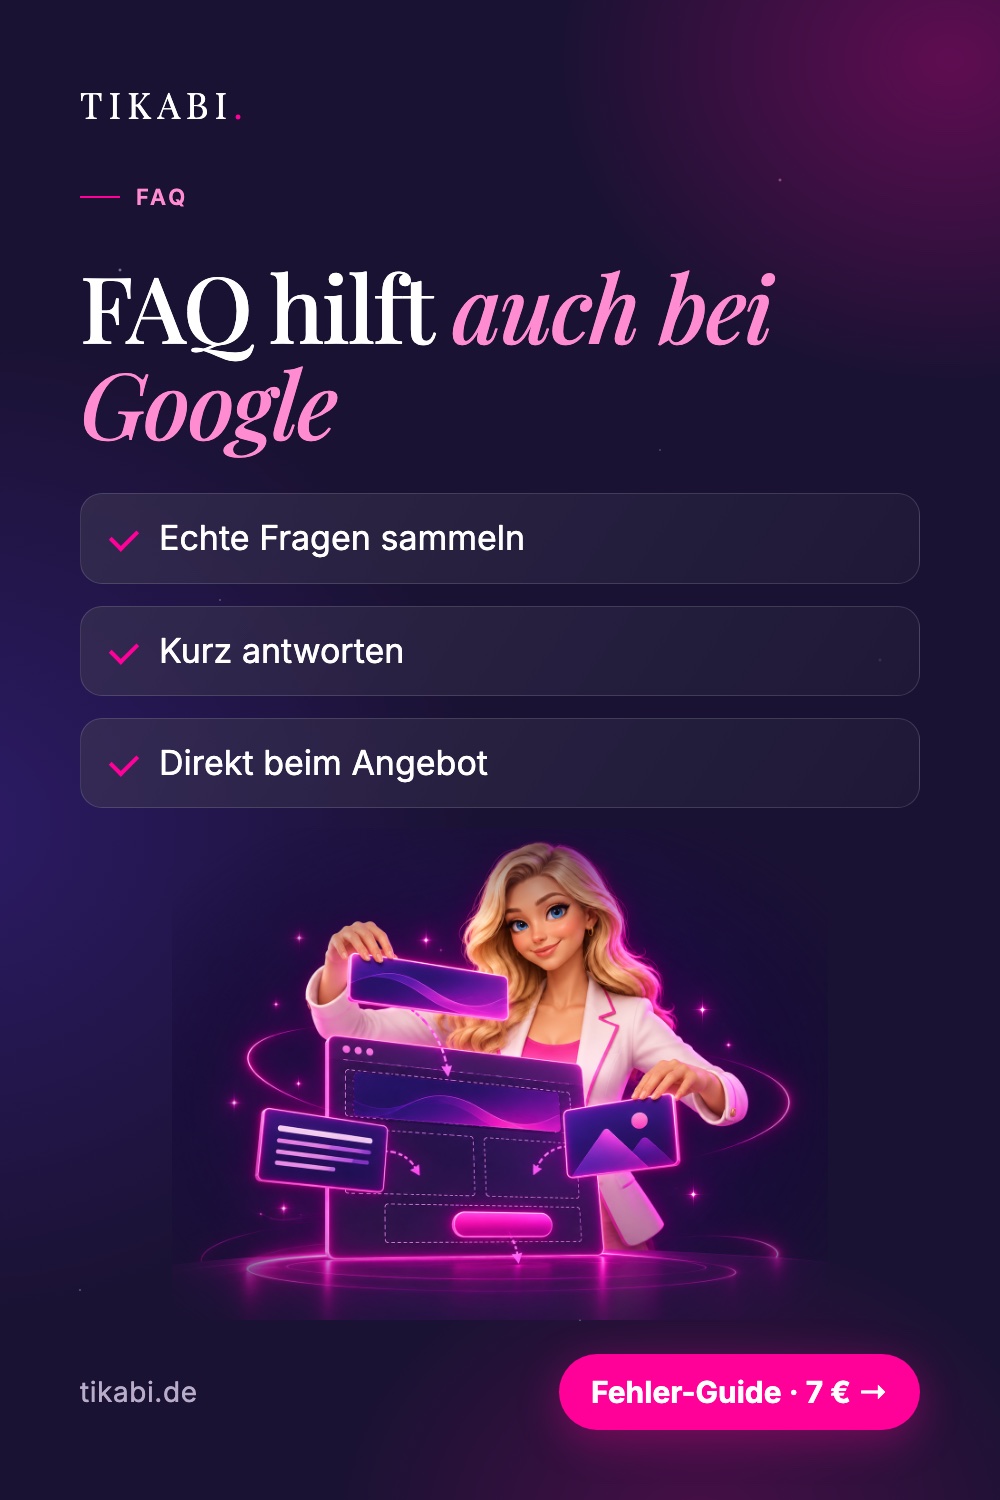 TIKABI.
FAQ
FAQ hilft auch bei
Google
Echte Fragen sammeln
Kurz antworten
Direkt beim Angebot
tikabi.de
Fehler-Guide · 7 € →